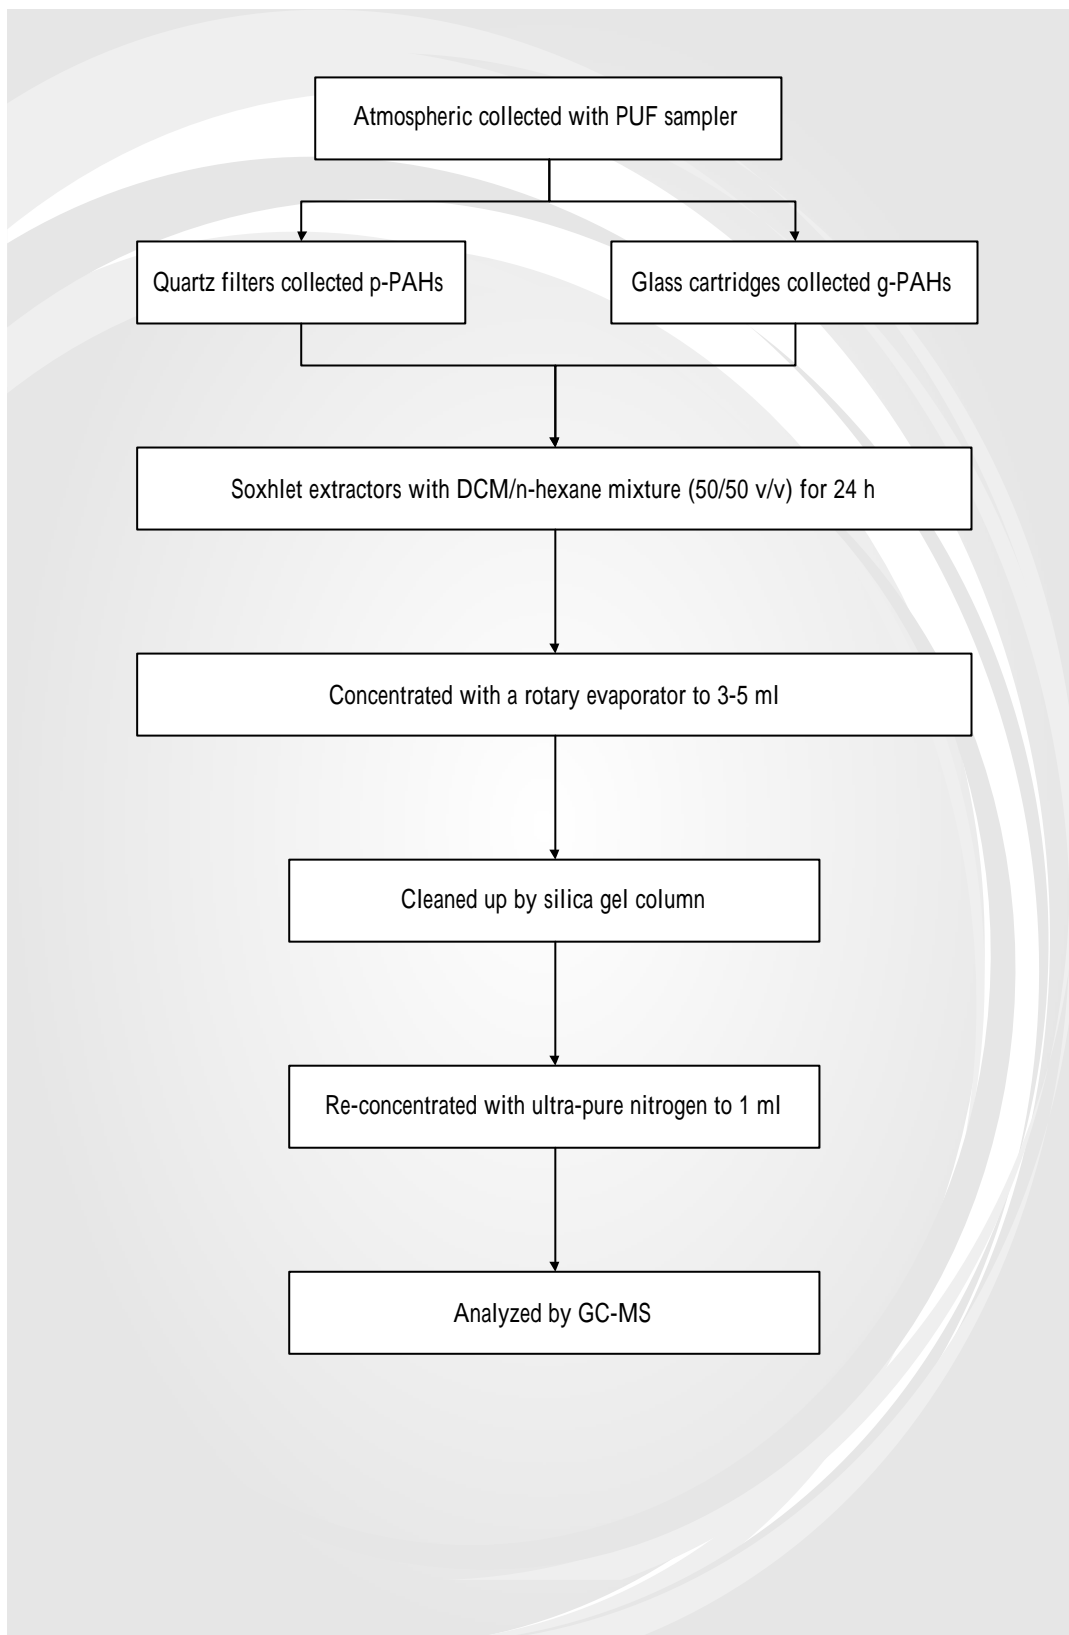 Atmospheric collected with PUF sampler
Quartz filters collected p-PAHs
Glass cartridges collected g-PAHs
Soxhlet extractors with DCM/n-hexane mixture (50/50 v/v) for 24 h
Concentrated with a rotary evaporator to 3-5 ml
Cleaned up by silica gel column
Re-concentrated with ultra-pure nitrogen to 1 ml
Analyzed by GC-MS